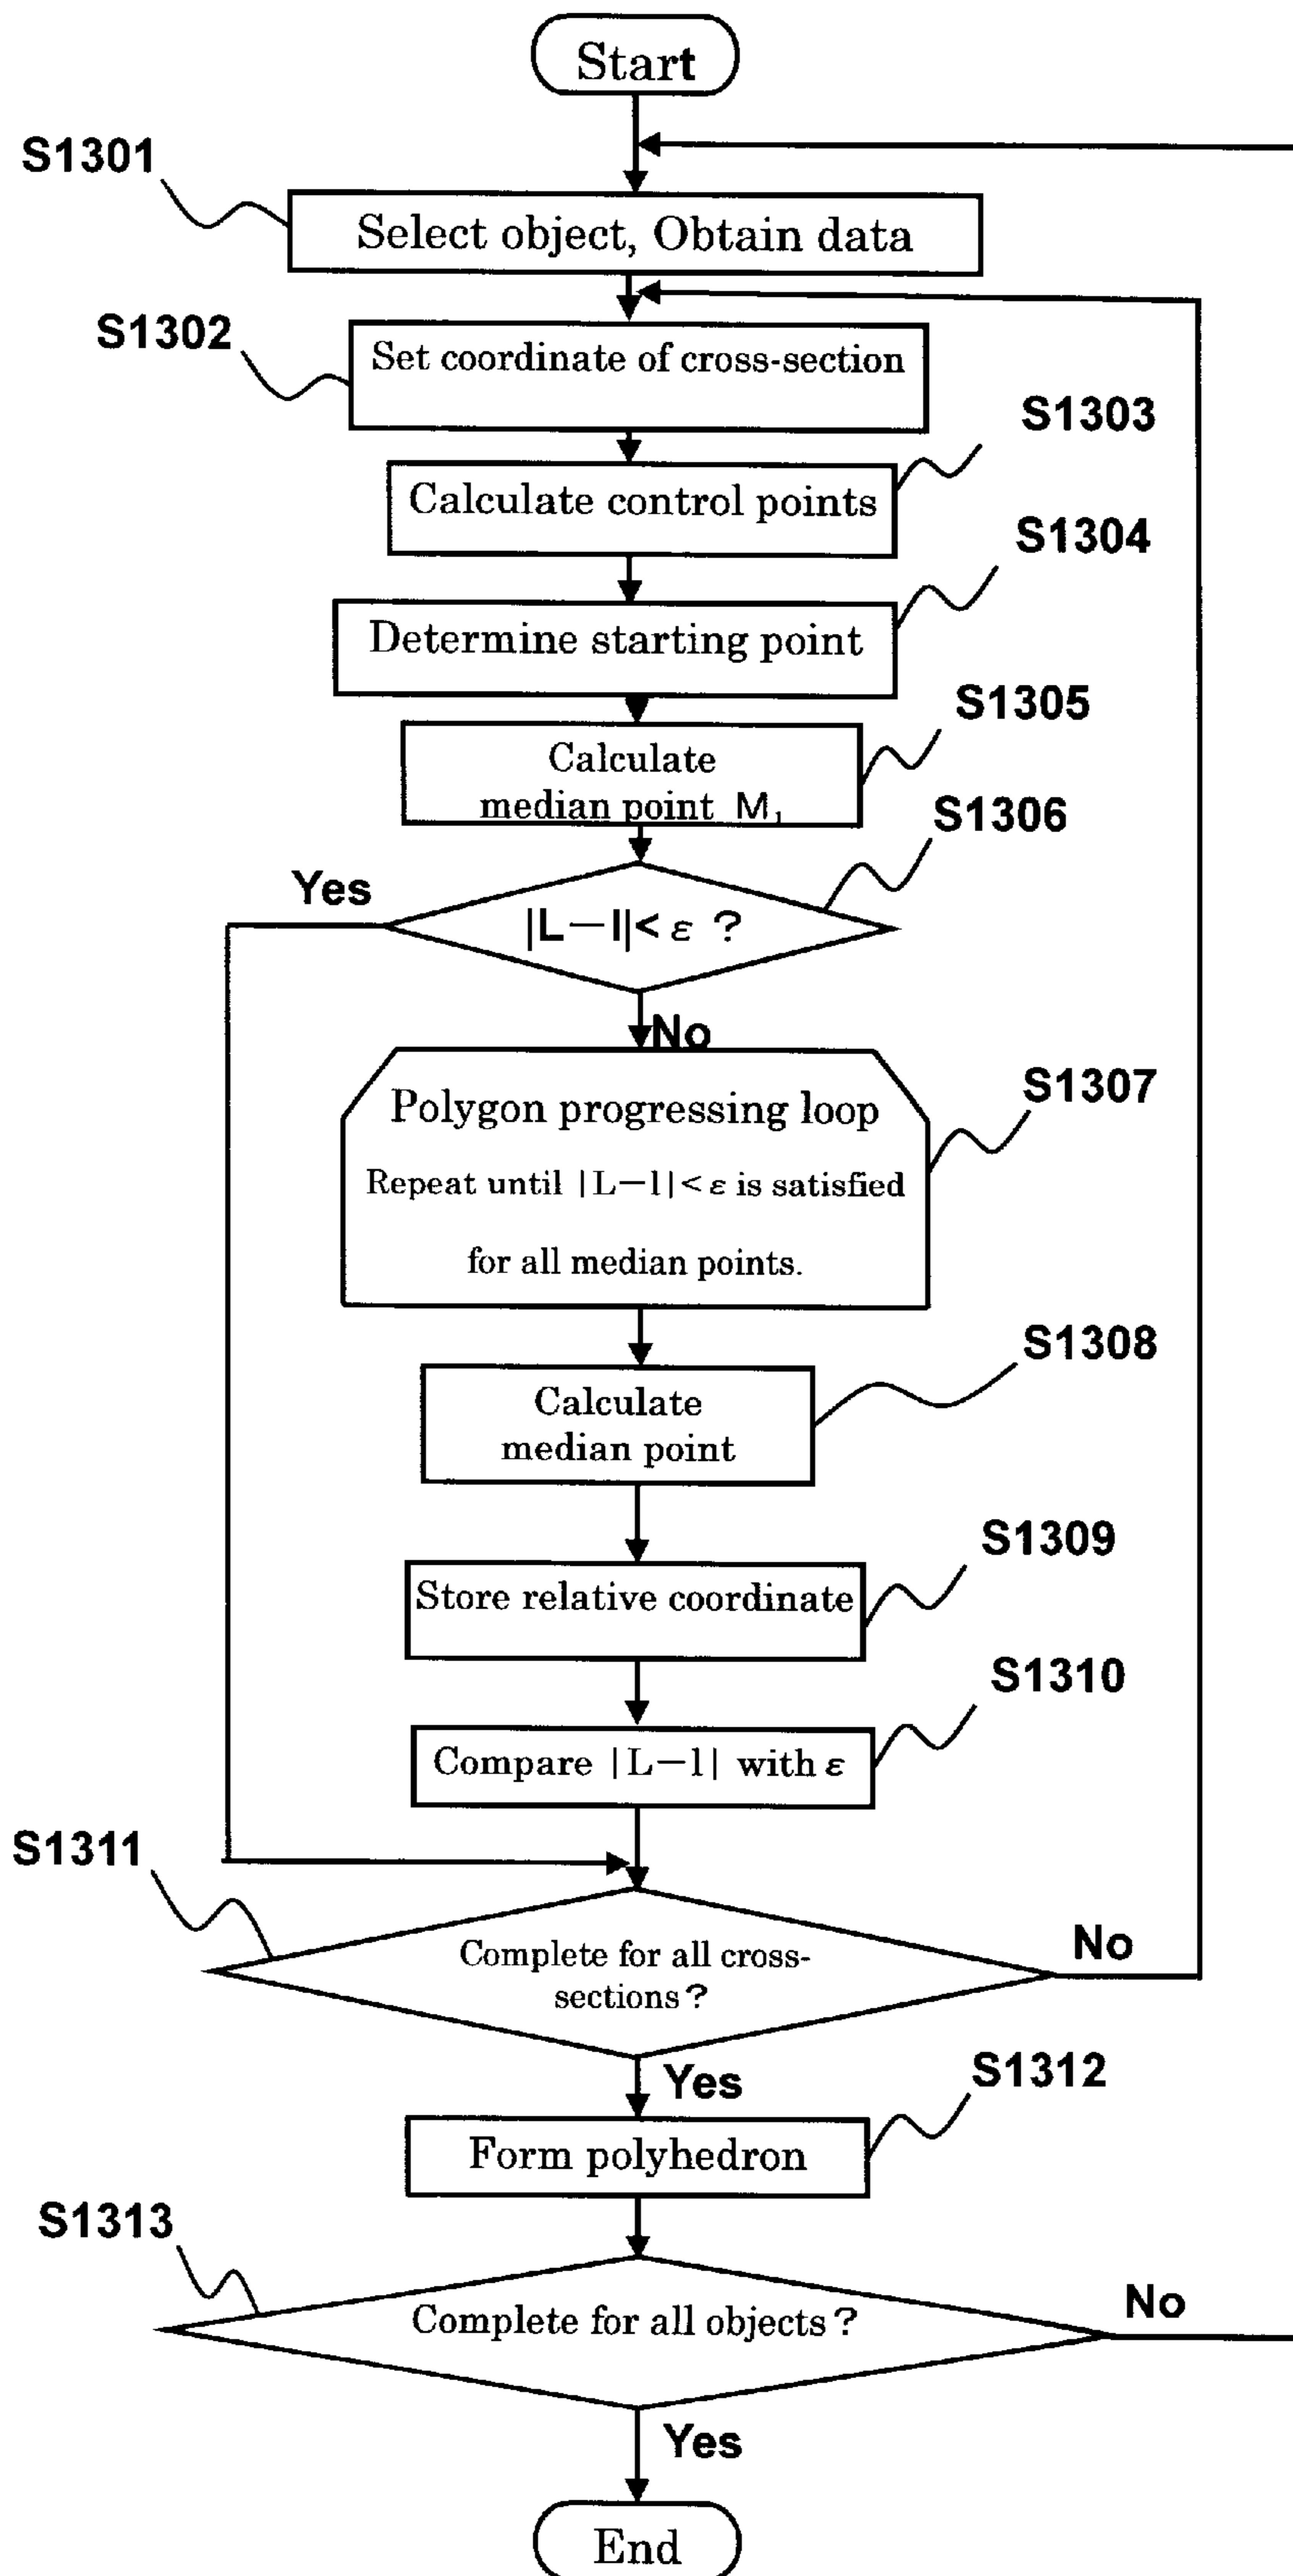 Start
S1301
Select object, Obtain data
S1302
Set coordinate of cross-section
S1303
Calculate control points
S1304
Determine starting point
S1305
Calculate
median point M₁
S1306
Yes
|L－l|< ε ?
No
S1307
Polygon progressing loop
Repeat until |L－l|< ε is satisfied
for all median points.
S1308
Calculate
median point
S1309
Store relative coordinate
S1310
Compare |L－l| with ε
S1311
Complete for all cross-
sections?
No
Yes
S1312
Form polyhedron
S1313
Complete for all objects?
No
Yes
End